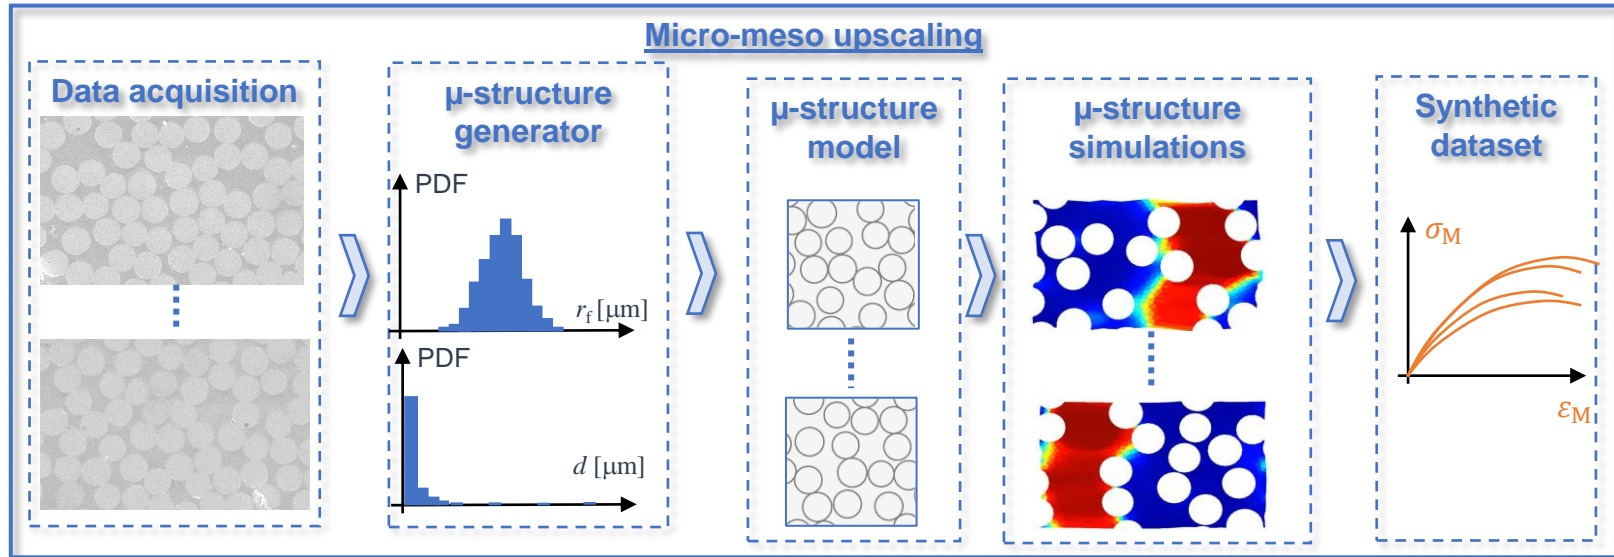 Micro-meso upscaling
Data acquisition
μ-structure
generator
PDF
r_f [μm]
PDF
d [μm]
μ-structure
model
μ-structure
simulations
Synthetic
dataset
σ_M
ε_M